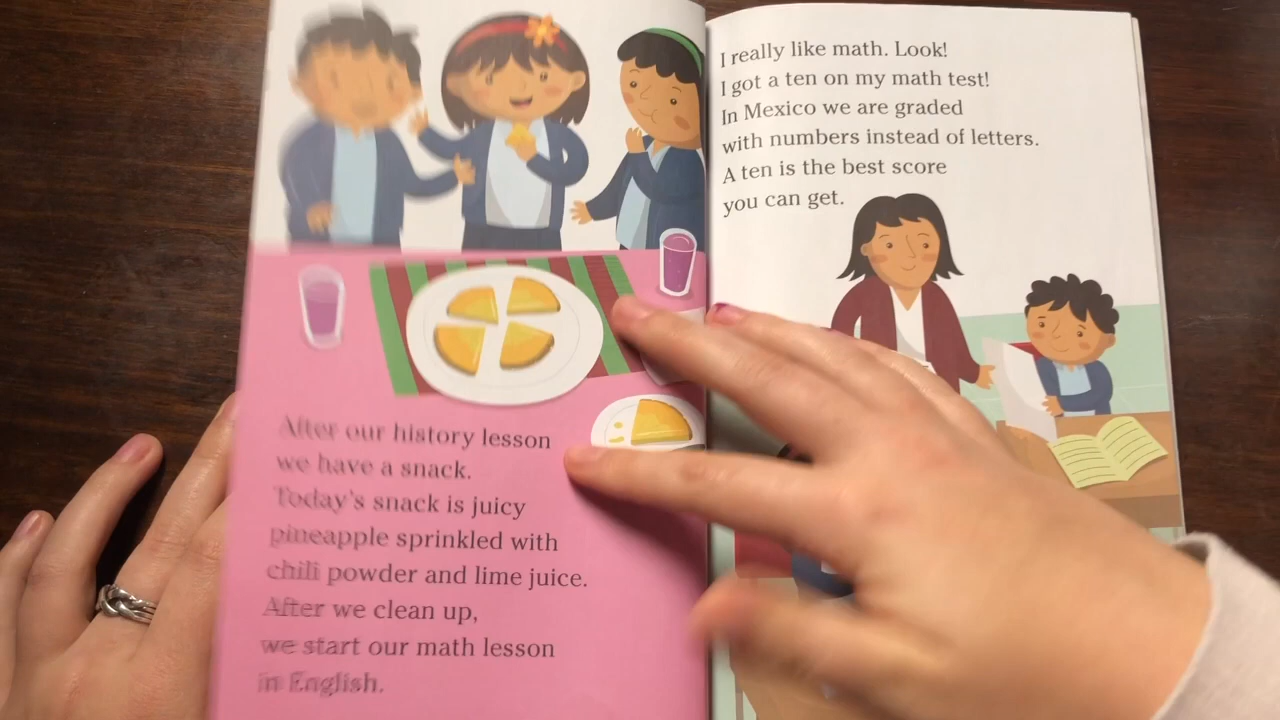 After our history lesson
we have a snack.
Today's snack is juicy
pineapple sprinkled with
chili powder and lime juice.
After we clean up,
we start our math lesson
in English.
I really like math. Look!
I got a ten on my math test!
In Mexico we are graded
with numbers instead of letters.
A ten is the best score
you can get.